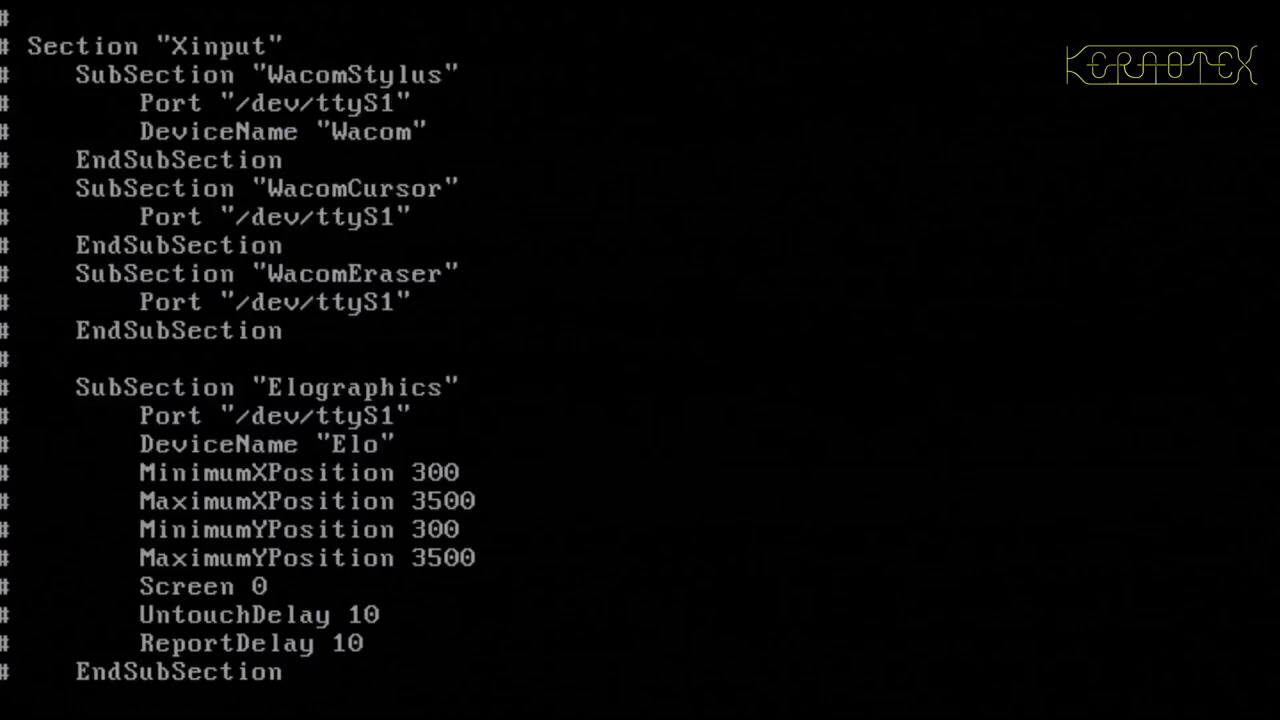 #
# Section "Xinput"
#    SubSection "WacomStylus"
#        Port "/dev/ttyS1"
#        DeviceName "Wacom"
#    EndSubSection
#    SubSection "WacomCursor"
#        Port "/dev/ttyS1"
#    EndSubSection
#    SubSection "WacomEraser"
#        Port "/dev/ttyS1"
#    EndSubSection
#
#    SubSection "Elographics"
#        Port "/dev/ttyS1"
#        DeviceName "Elo"
#        MinimumXPosition 300
#        MaximumXPosition 3500
#        MinimumYPosition 300
#        MaximumYPosition 3500
#        Screen 0
#        UntouchDelay 10
#        ReportDelay 10
#    EndSubSection